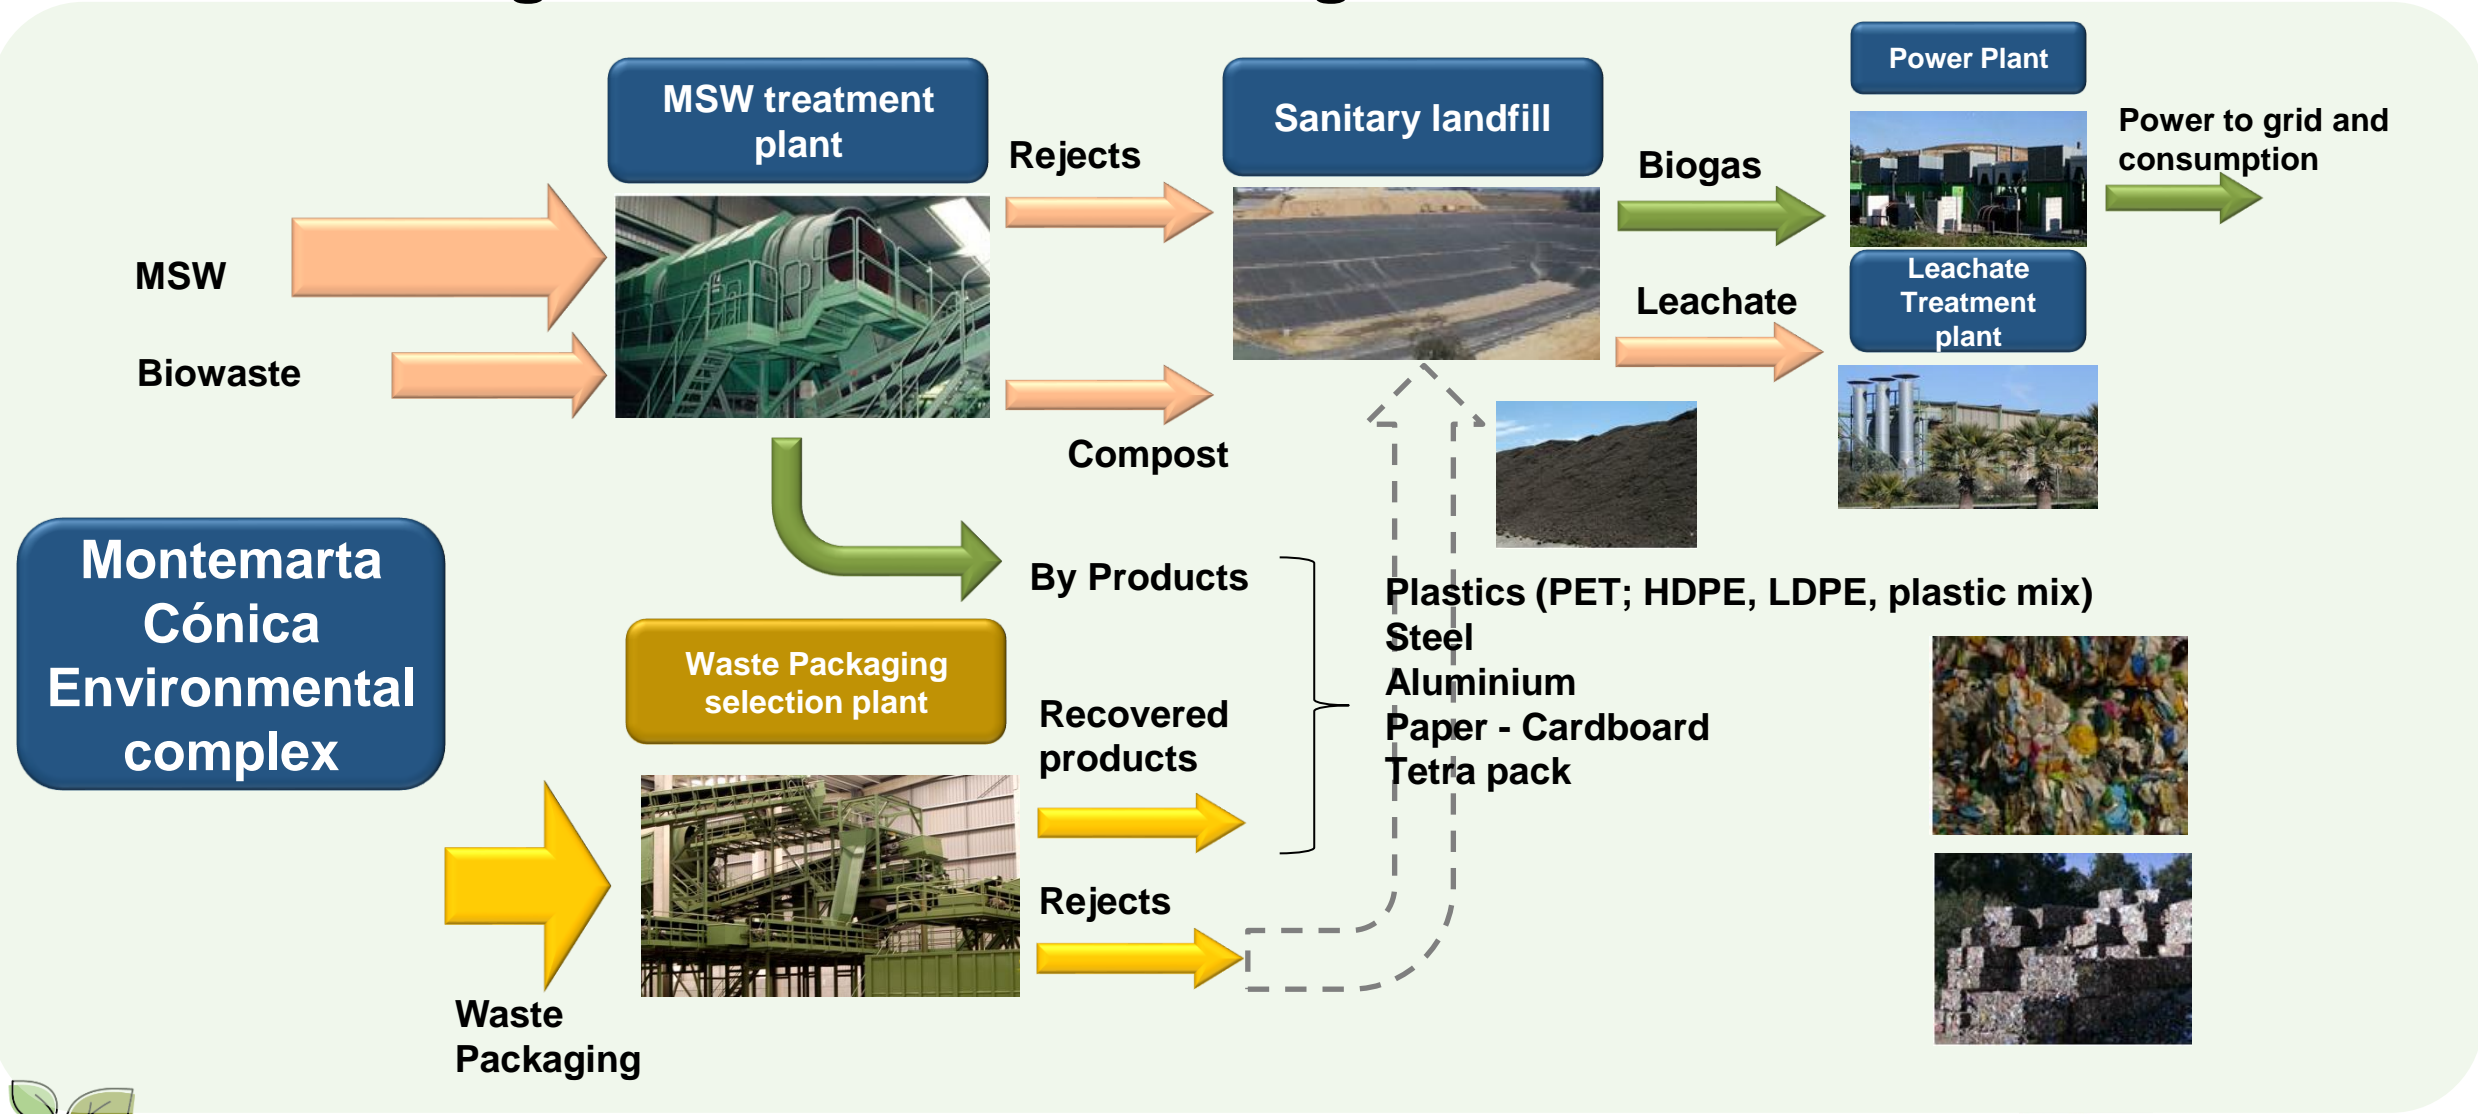 MSW treatment
plant
Rejects
Sanitary landfill
Power Plant
Biogas
Power to grid and
consumption
MSW
Biowaste
Leachate
Leachate
Treatment
plant
Compost
Montemarta
Cónica
Environmental
complex
By Products
Plastics (PET; HDPE, LDPE, plastic mix)
Steel
Aluminium
Paper - Cardboard
Tetra pack
Waste Packaging
selection plant
Recovered
products
Rejects
Waste
Packaging